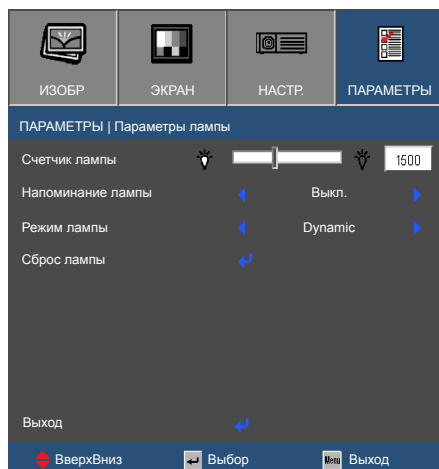 ИЗОБР ЭКРАН НАСТР. ПАРАМЕТРЫ
ПАРАМЕТРЫ | Параметры лампы
Счетчик лампы 1500
Напоминание лампы Выкл.
Режим лампы Dynamic
Сброс лампы
Выход
ВверхВниз Выбор Menu Выход